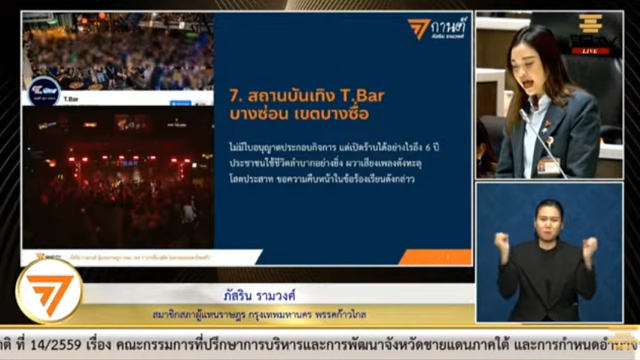 กานต์
ภัสริน รามวงศ์
LIVE
T.Bar
7. สถานบันเทิง T.Bar
บางซ่อน เขตบางซื่อ
ไม่มีใบอนุญาตประกอบกิจการ แต่เปิดร้านได้อย่างไรถึง 6 ปี
ประชาชนใช้ชีวิตลำบากอย่างยิ่ง ผวาเสียงเพลงดังทะลุ
โสตประสาท ขอความคืบหน้าในข้อร้องเรียนดังกล่าว
ภัสริน รามวงศ์
สมาชิกสภาผู้แทนราษฎร กรุงเทพมหานคร พรรคก้าวไกล
ที่ 14/2559 เรื่อง คณะกรรมการที่ปรึกษาการบริหารและการพัฒนาจังหวัดชายแดนภาคใต้ และการกำหนดอำนาจ